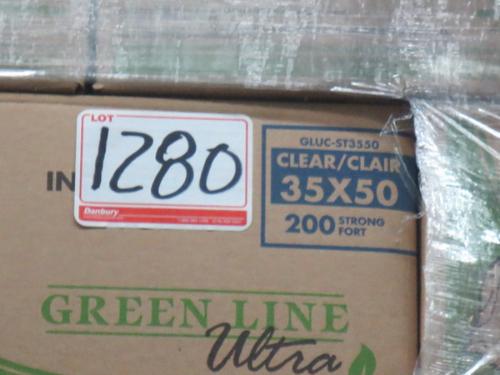 LOT
1280
Danbury
IN
GLUC-ST3550
CLEAR/CLAIR
35X50
200 STRONG
FORT
GREEN LINE
Ultra